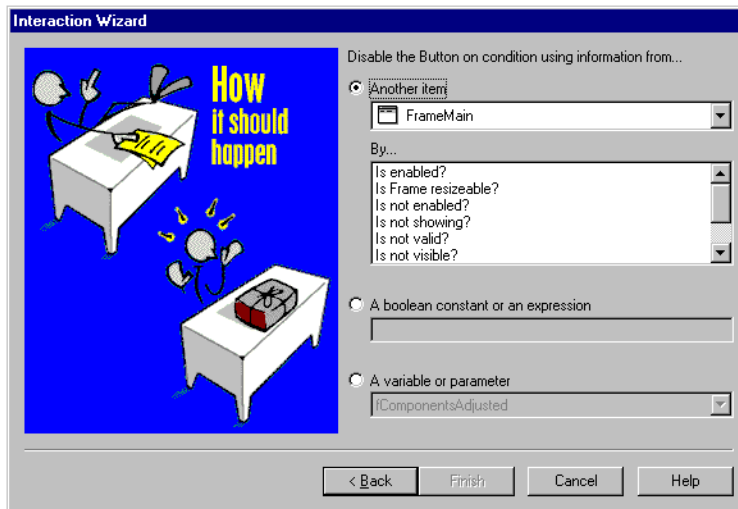 Interaction Wizard
How
it should
happen
Disable the Button on condition using information from...
Another item
FrameMain
By...
Is enabled?
Is Frame resizeable?
Is not enabled?
Is not showing?
Is not valid?
Is not visible?
A boolean constant or an expression
A variable or parameter
fComponentsAdjusted
< Back
Finish
Cancel
Help